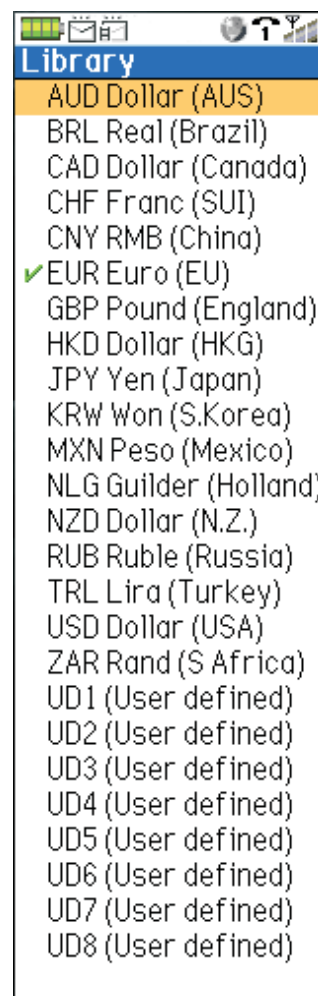 Library
AUD Dollar (AUS)
BRL Real (Brazil)
CAD Dollar (Canada)
CHF Franc (SUI)
CNY RMB (China)
EUR Euro (EU)
GBP Pound (England)
HKD Dollar (HKG)
JPY Yen (Japan)
KRW Won (S.Korea)
MXN Peso (Mexico)
NLG Guilder (Holland)
NZD Dollar (N.Z.)
RUB Ruble (Russia)
TRL Lira (Turkey)
USD Dollar (USA)
ZAR Rand (S Africa)
UD1 (User defined)
UD2 (User defined)
UD3 (User defined)
UD4 (User defined)
UD5 (User defined)
UD6 (User defined)
UD7 (User defined)
UD8 (User defined)